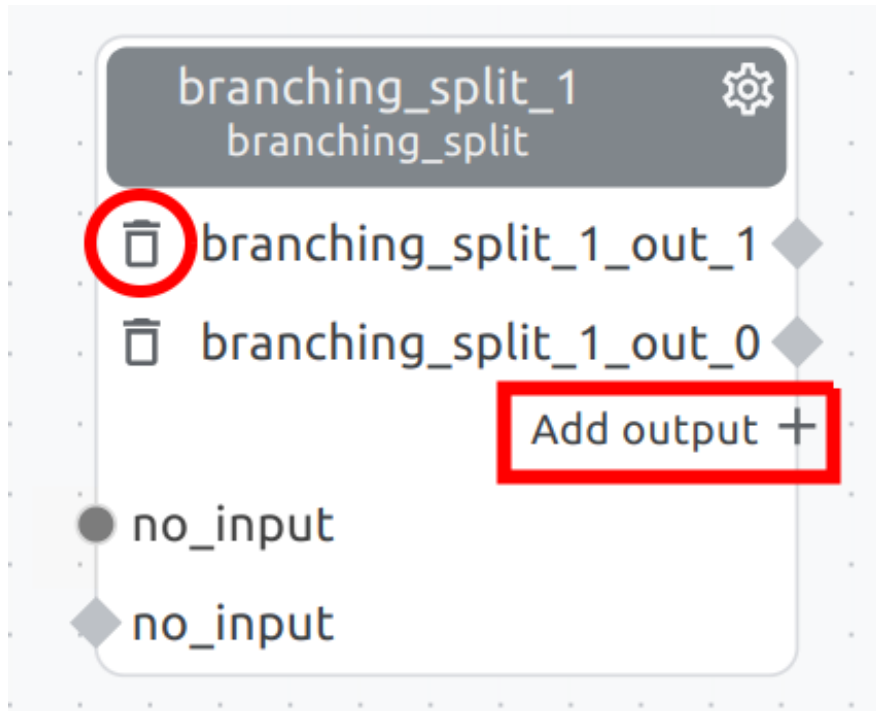 branching_split_1
branching_split
branching_split_1_out_1
branching_split_1_out_0
Add output +
no_input
no_input